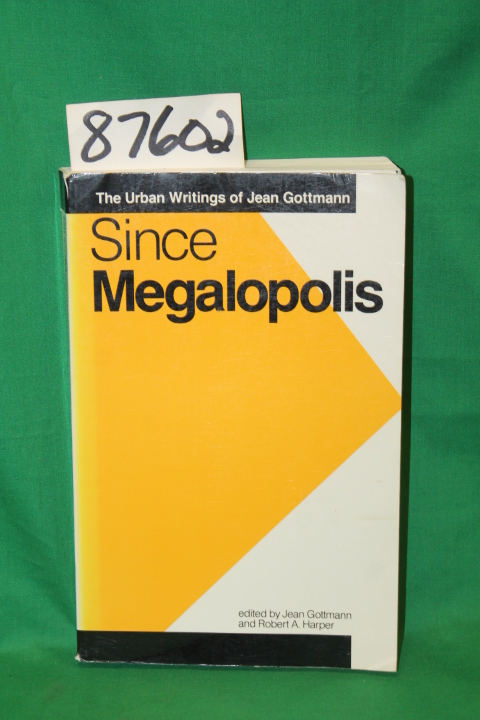 87602
The Urban Writings of Jean Gottmann
Since
Megalopolis
edited by Jean Gottmann
and Robert A. Harper